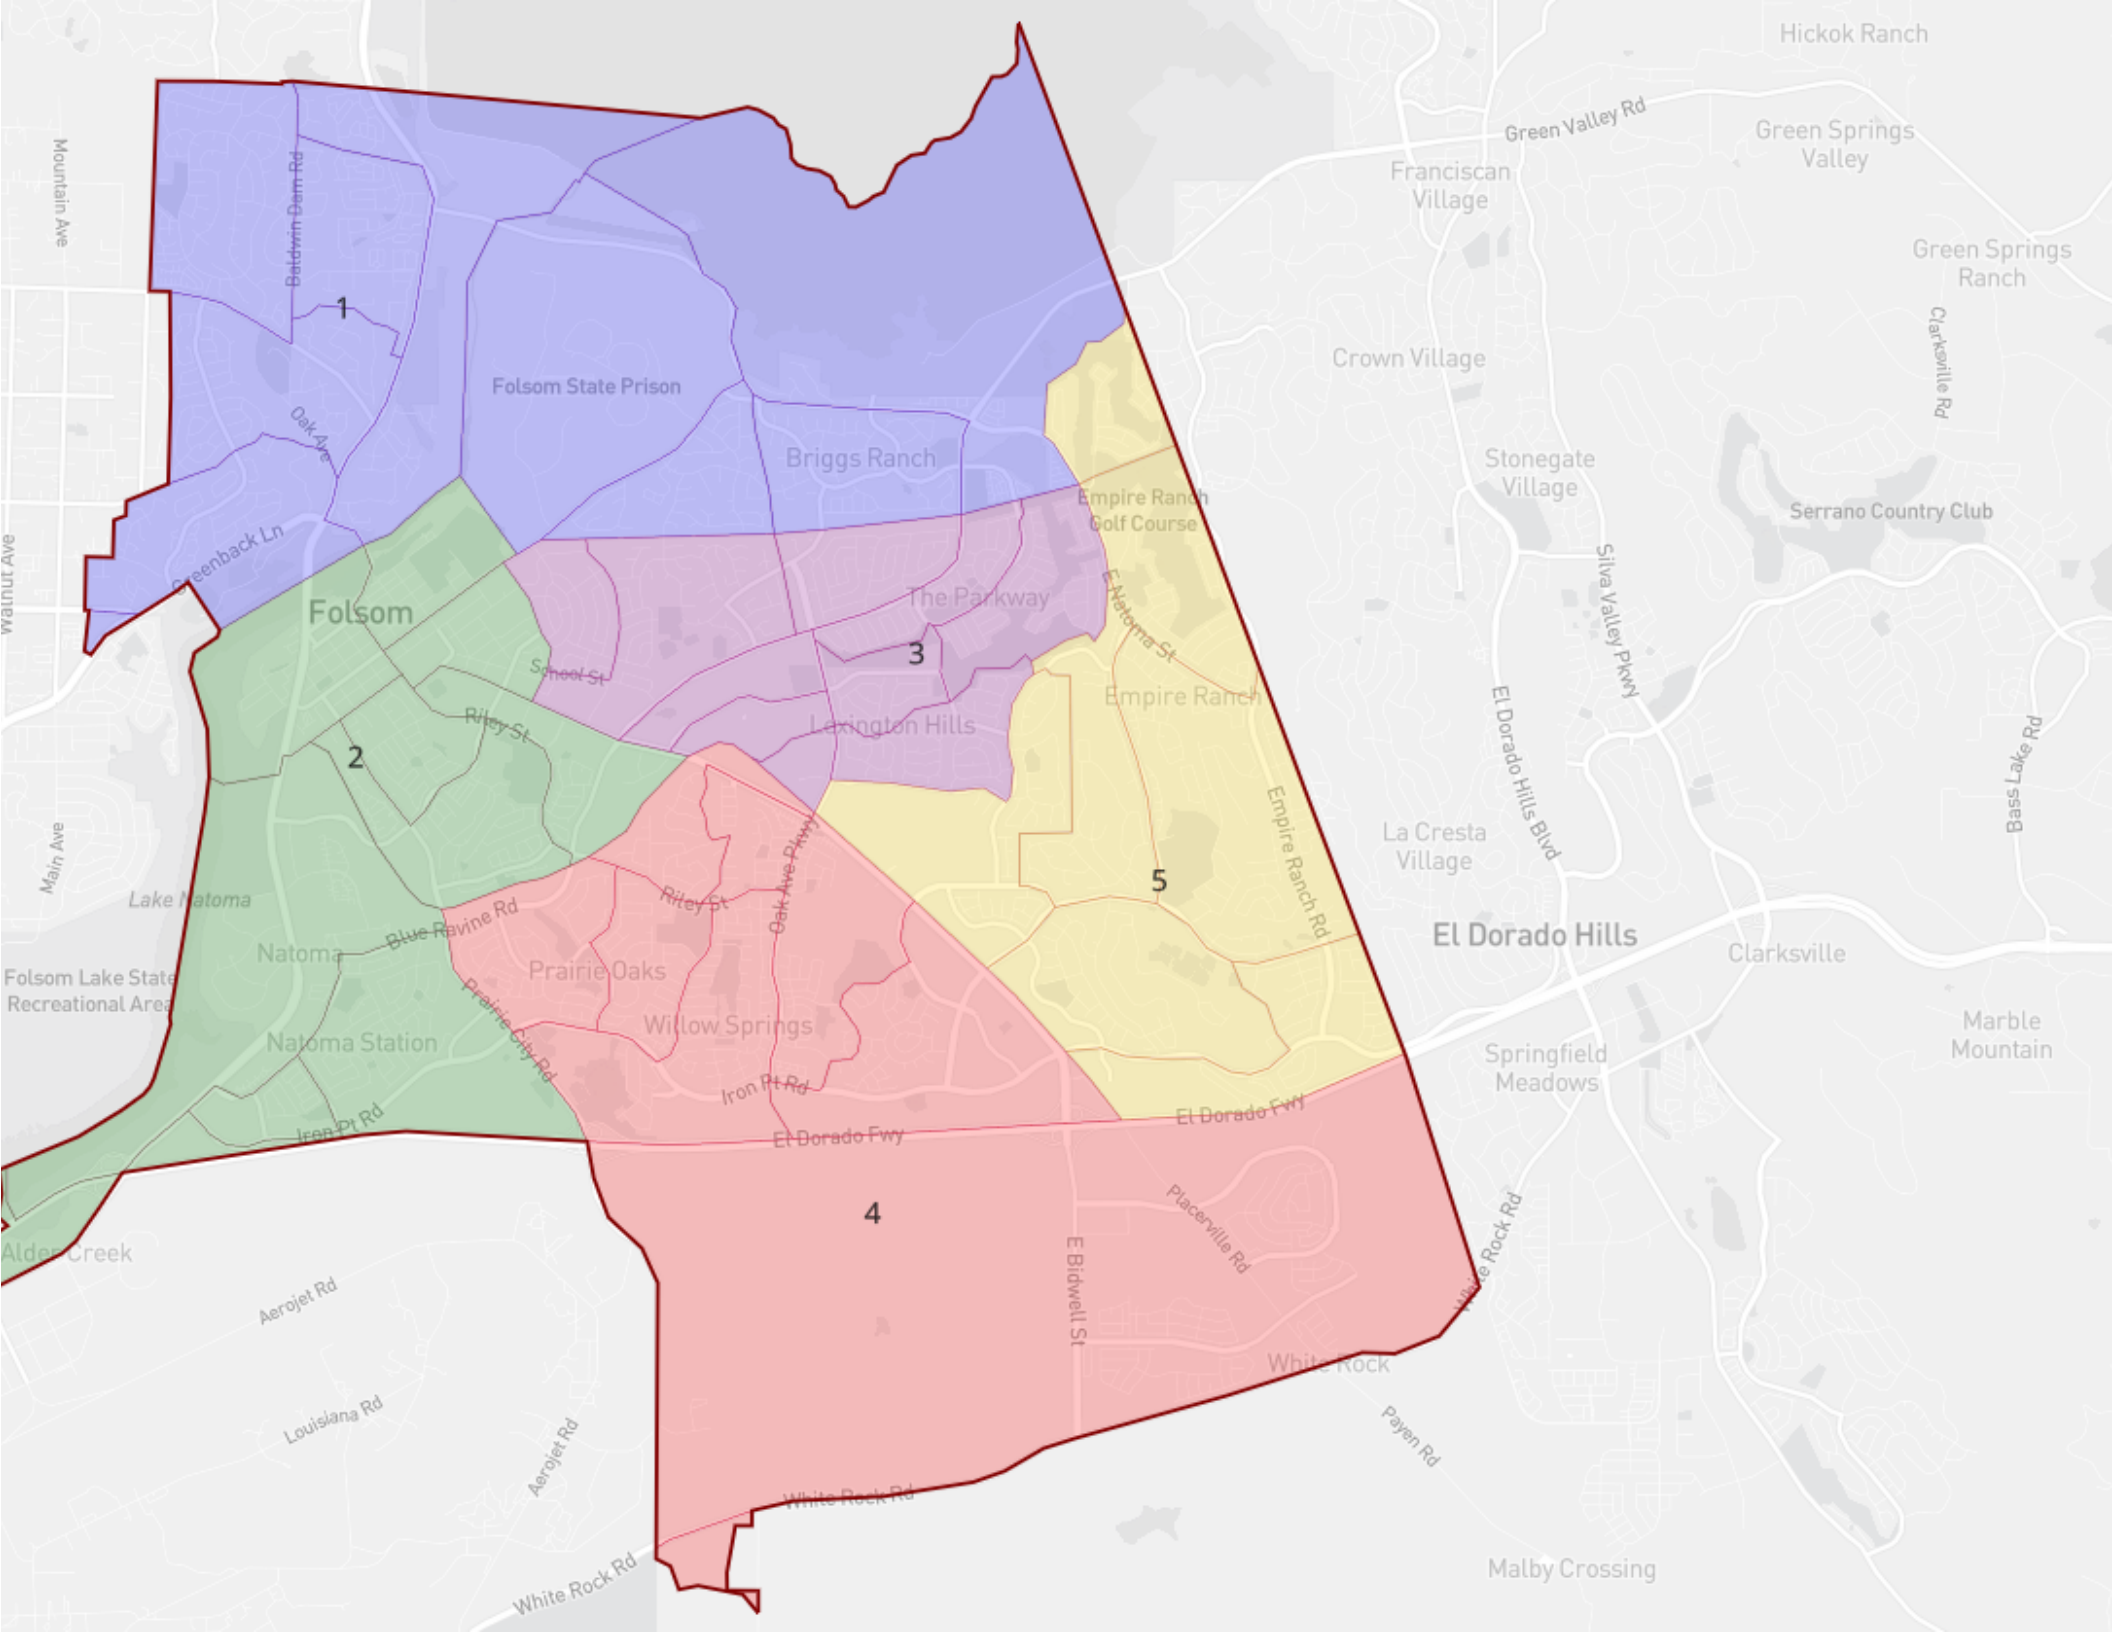 Hickok Ranch
Green Valley Rd
Green Springs
Valley
Mountain Ave
Baldwin Dam Rd
Franciscan
Village
Green Springs
Ranch
1
Clarksville Rd
Crown Village
Folsom State Prison
Oak Ave
Briggs Ranch
Stonegate
Village
Empire Ranch
Golf Course
Serrano Country Club
Greenback Ln
Walnut Ave
Folsom
The Parkway
E Natoma St
Silva Valley Pkwy
3
School St
Empire Ranch
Riley St
Lexington Hills
El Dorado Hills Blvd
Bass Lake Rd
2
Main Ave
Oak Ave Pkwy
Empire Ranch Rd
La Cresta
Village
5
Lake Natoma
Riley St
Blue Ravine Rd
El Dorado Hills
Clarksville
Natoma
Folsom Lake State
Recreational Area
Prairie Oaks
Prairie City Rd
Willow Springs
Natoma Station
Marble
Mountain
Springfield
Meadows
Iron Pt Rd
Iron Pt Rd
El Dorado Fwy
El Dorado Fwy
4
Placerville Rd
White Rock Rd
Alder Creek
E Bidwell St
Aerojet Rd
White Rock
Louisiana Rd
Aerojet Rd
Payen Rd
White Rock Rd
White Rock Rd
Malby Crossing